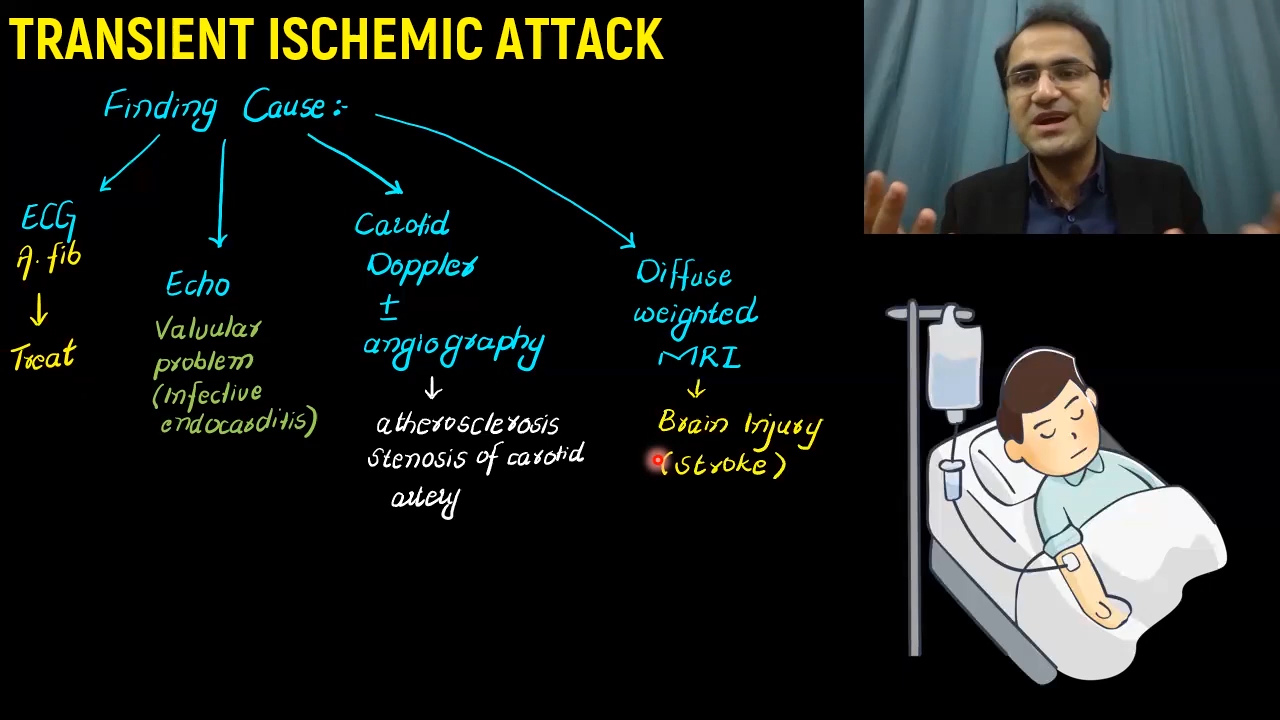 TRANSIENT ISCHEMIC ATTACK
Finding Cause:-
ECG
A. fib
Treat
Echo
Valvular
problem
(Infective
endocarditis)
Carotid
Doppler
±
angiography
atherosclerosis
stenosis of carotid
artery
Diffuse
weighted
MRI
Brain Injury
(stroke)